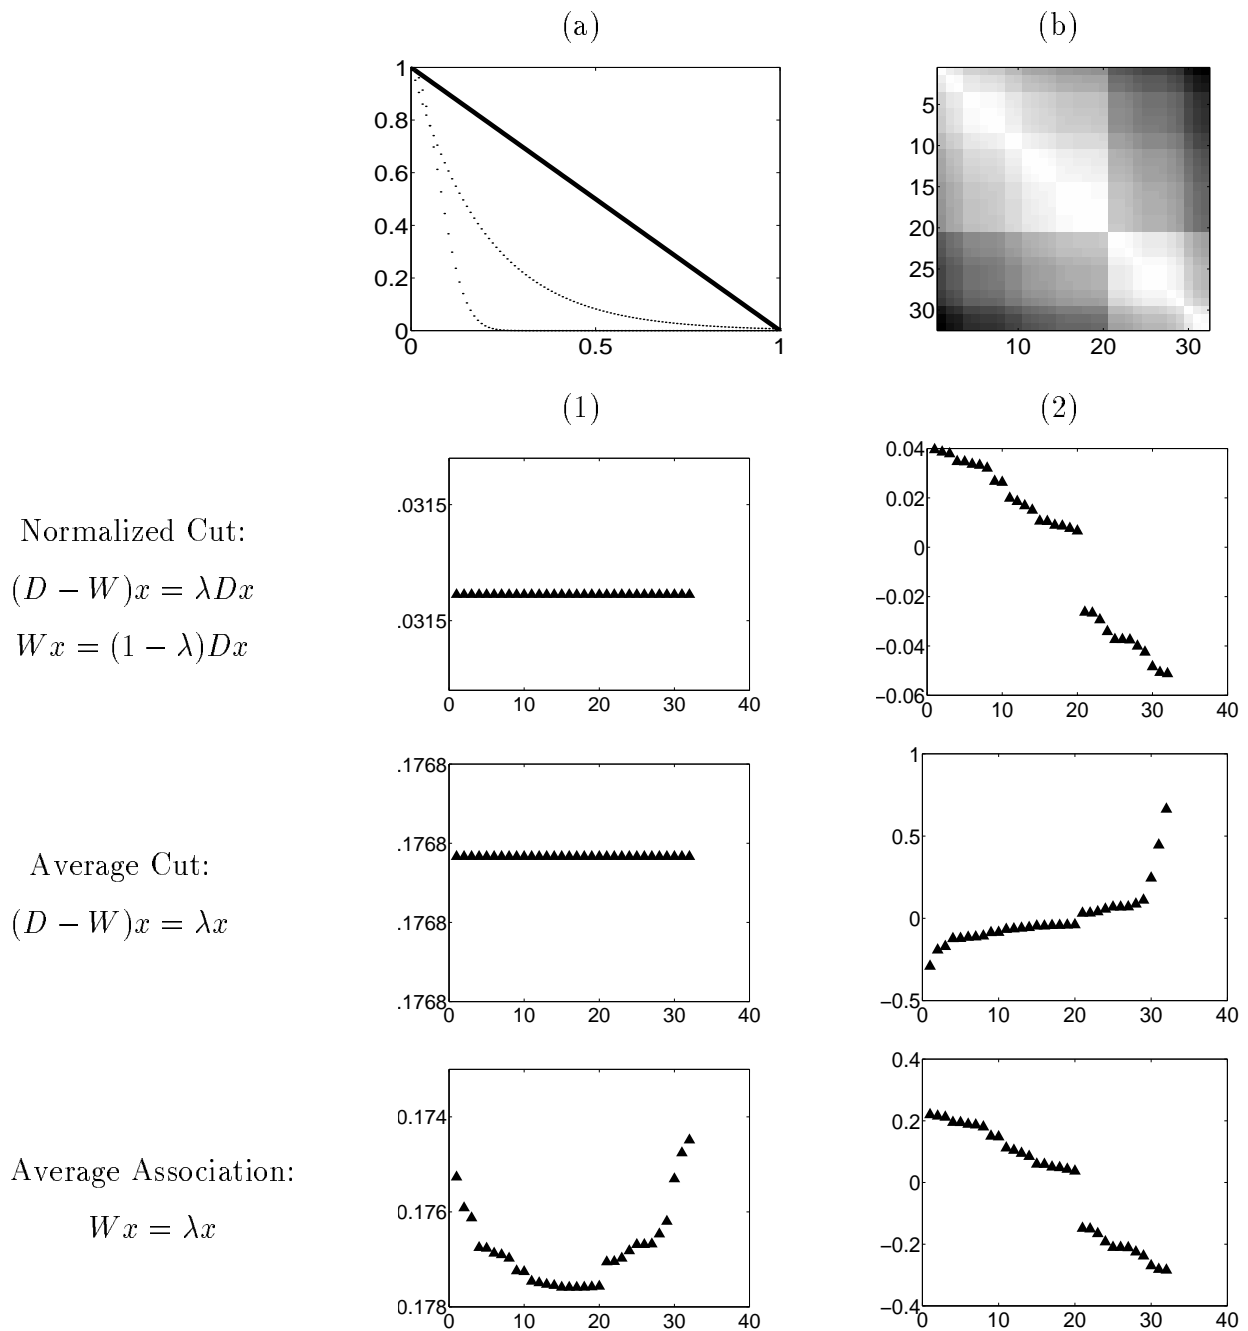 (a) (b)
1
0.8
0.6
0.4
0.2
0
0 0.5 1
5
10
15
20
25
30
10 20 30
(1) (2)
Normalized Cut:
(D − W)x = λDx
Wx = (1 − λ)Dx
.0315
.0315
0 10 20 30 40
0.04
0.02
0
−0.02
−0.04
−0.06
0 10 20 30 40
Average Cut:
(D − W)x = λx
.1768
.1768
.1768
.1768
0 10 20 30 40
1
0.5
0
−0.5
0 10 20 30 40
Average Association:
Wx = λx
0.174
0.176
0.178
0 10 20 30 40
0.4
0.2
0
−0.2
−0.4
0 10 20 30 40